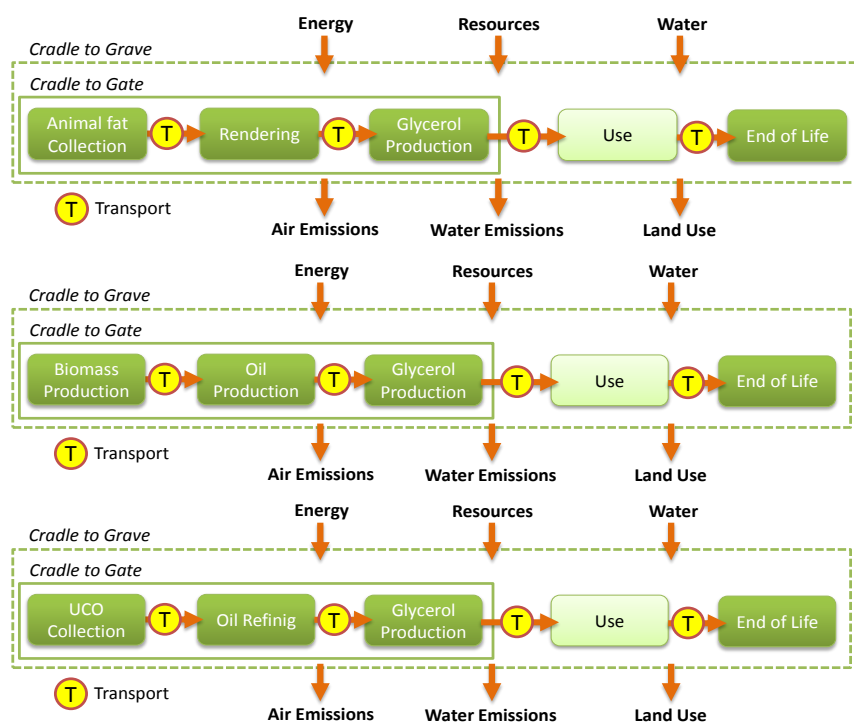 Energy Resources Water
Cradle to Grave
Cradle to Gate
Animal fat
Collection
T
Rendering
T
Glycerol
Production
T
Use
T
End of Life
T Transport
Air Emissions Water Emissions Land Use
Energy Resources Water
Cradle to Grave
Cradle to Gate
Biomass
Production
T
Oil
Production
T
Glycerol
Production
T
Use
T
End of Life
T Transport
Air Emissions Water Emissions Land Use
Energy Resources Water
Cradle to Grave
Cradle to Gate
UCO
Collection
T
Oil Refinig
T
Glycerol
Production
T
Use
T
End of Life
T Transport
Air Emissions Water Emissions Land Use